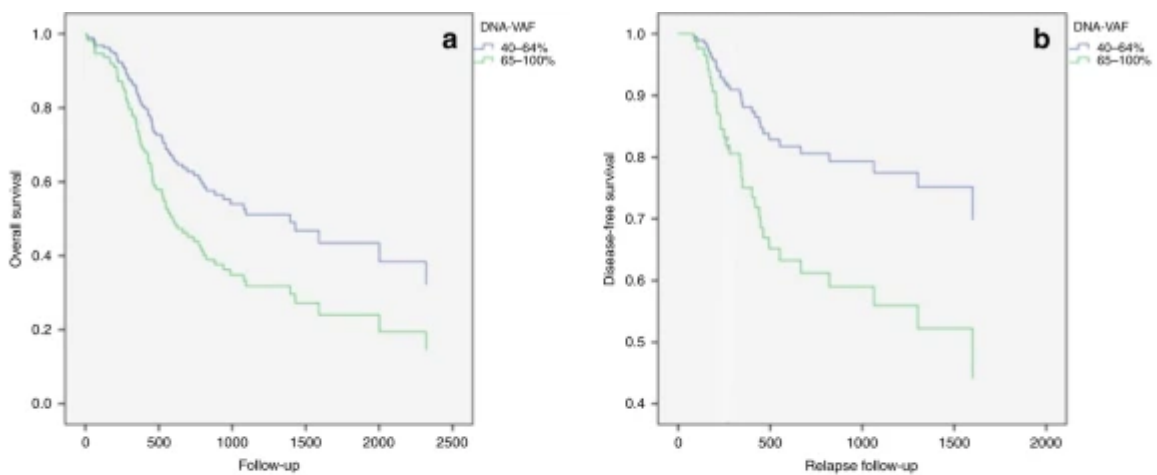 a
DNA-VAF
40–64%
65–100%
Overall survival
1.0
0.8
0.6
0.4
0.2
0.0
0 500 1000 1500 2000 2500
Follow-up
b
DNA-VAF
40–64%
65–100%
Disease-free survival
1.0
0.9
0.8
0.7
0.6
0.5
0.4
0 500 1000 1500 2000
Relapse follow-up